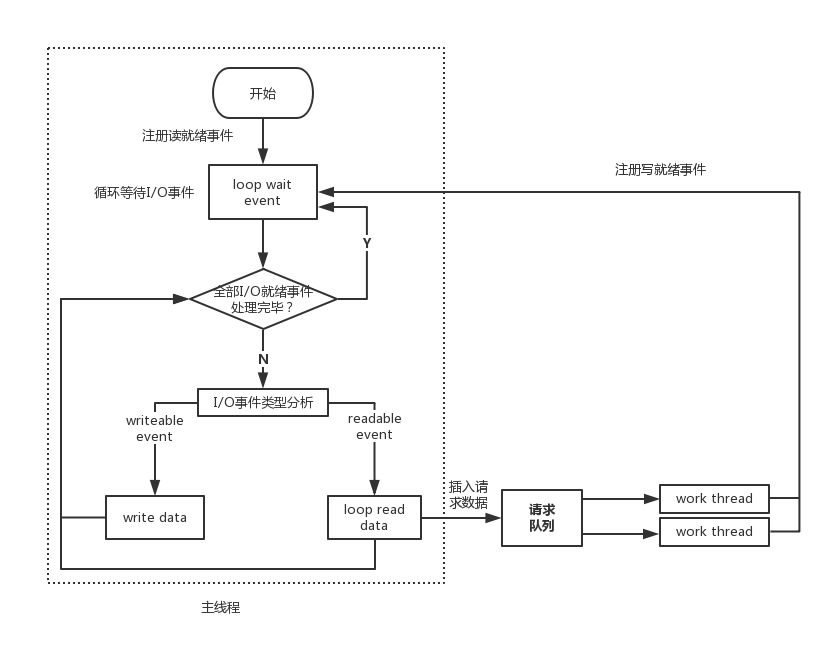 开始
注册读就绪事件
注册写就绪事件
loop wait
event
循环等待I/O事件
Y
全部I/O就绪事件
处理完毕？
N
I/O事件类型分析
writeable
event
readable
event
write data
loop read
data
插入请
求数据
请求
队列
work thread
work thread
主线程